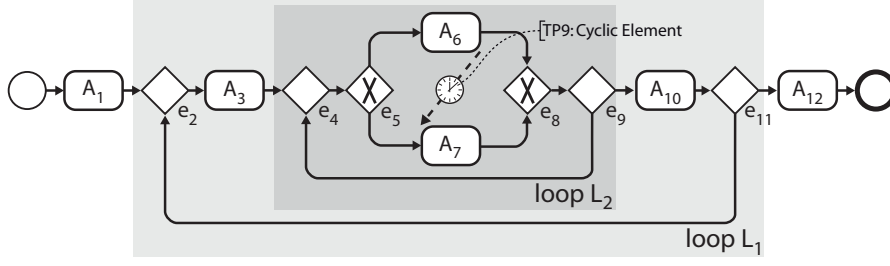 A6
TP9: Cyclic Element
A1
A3
A10
A12
e2
e4
e5
e8
e9
e11
A7
loop L2
loop L1